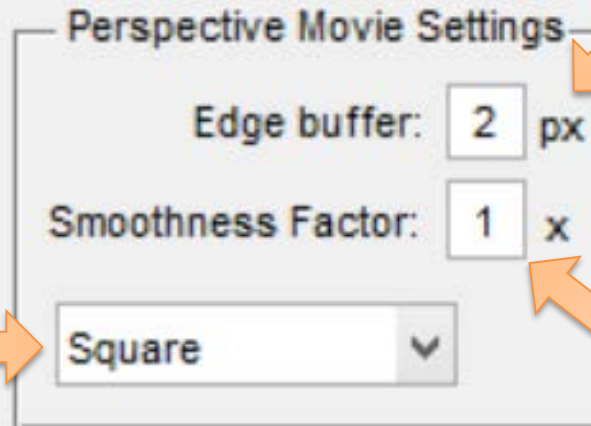 Perspective Movie Settings
Edge buffer: 2 px
Smoothness Factor: 1 x
Square